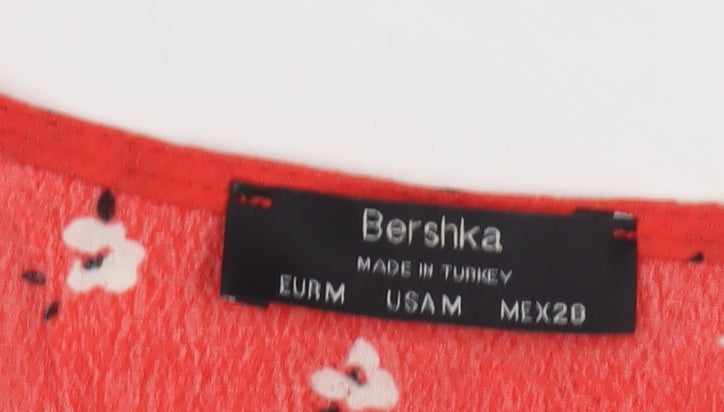 Bershka
MADE IN TURKEY
EUR M USA M MEX 28